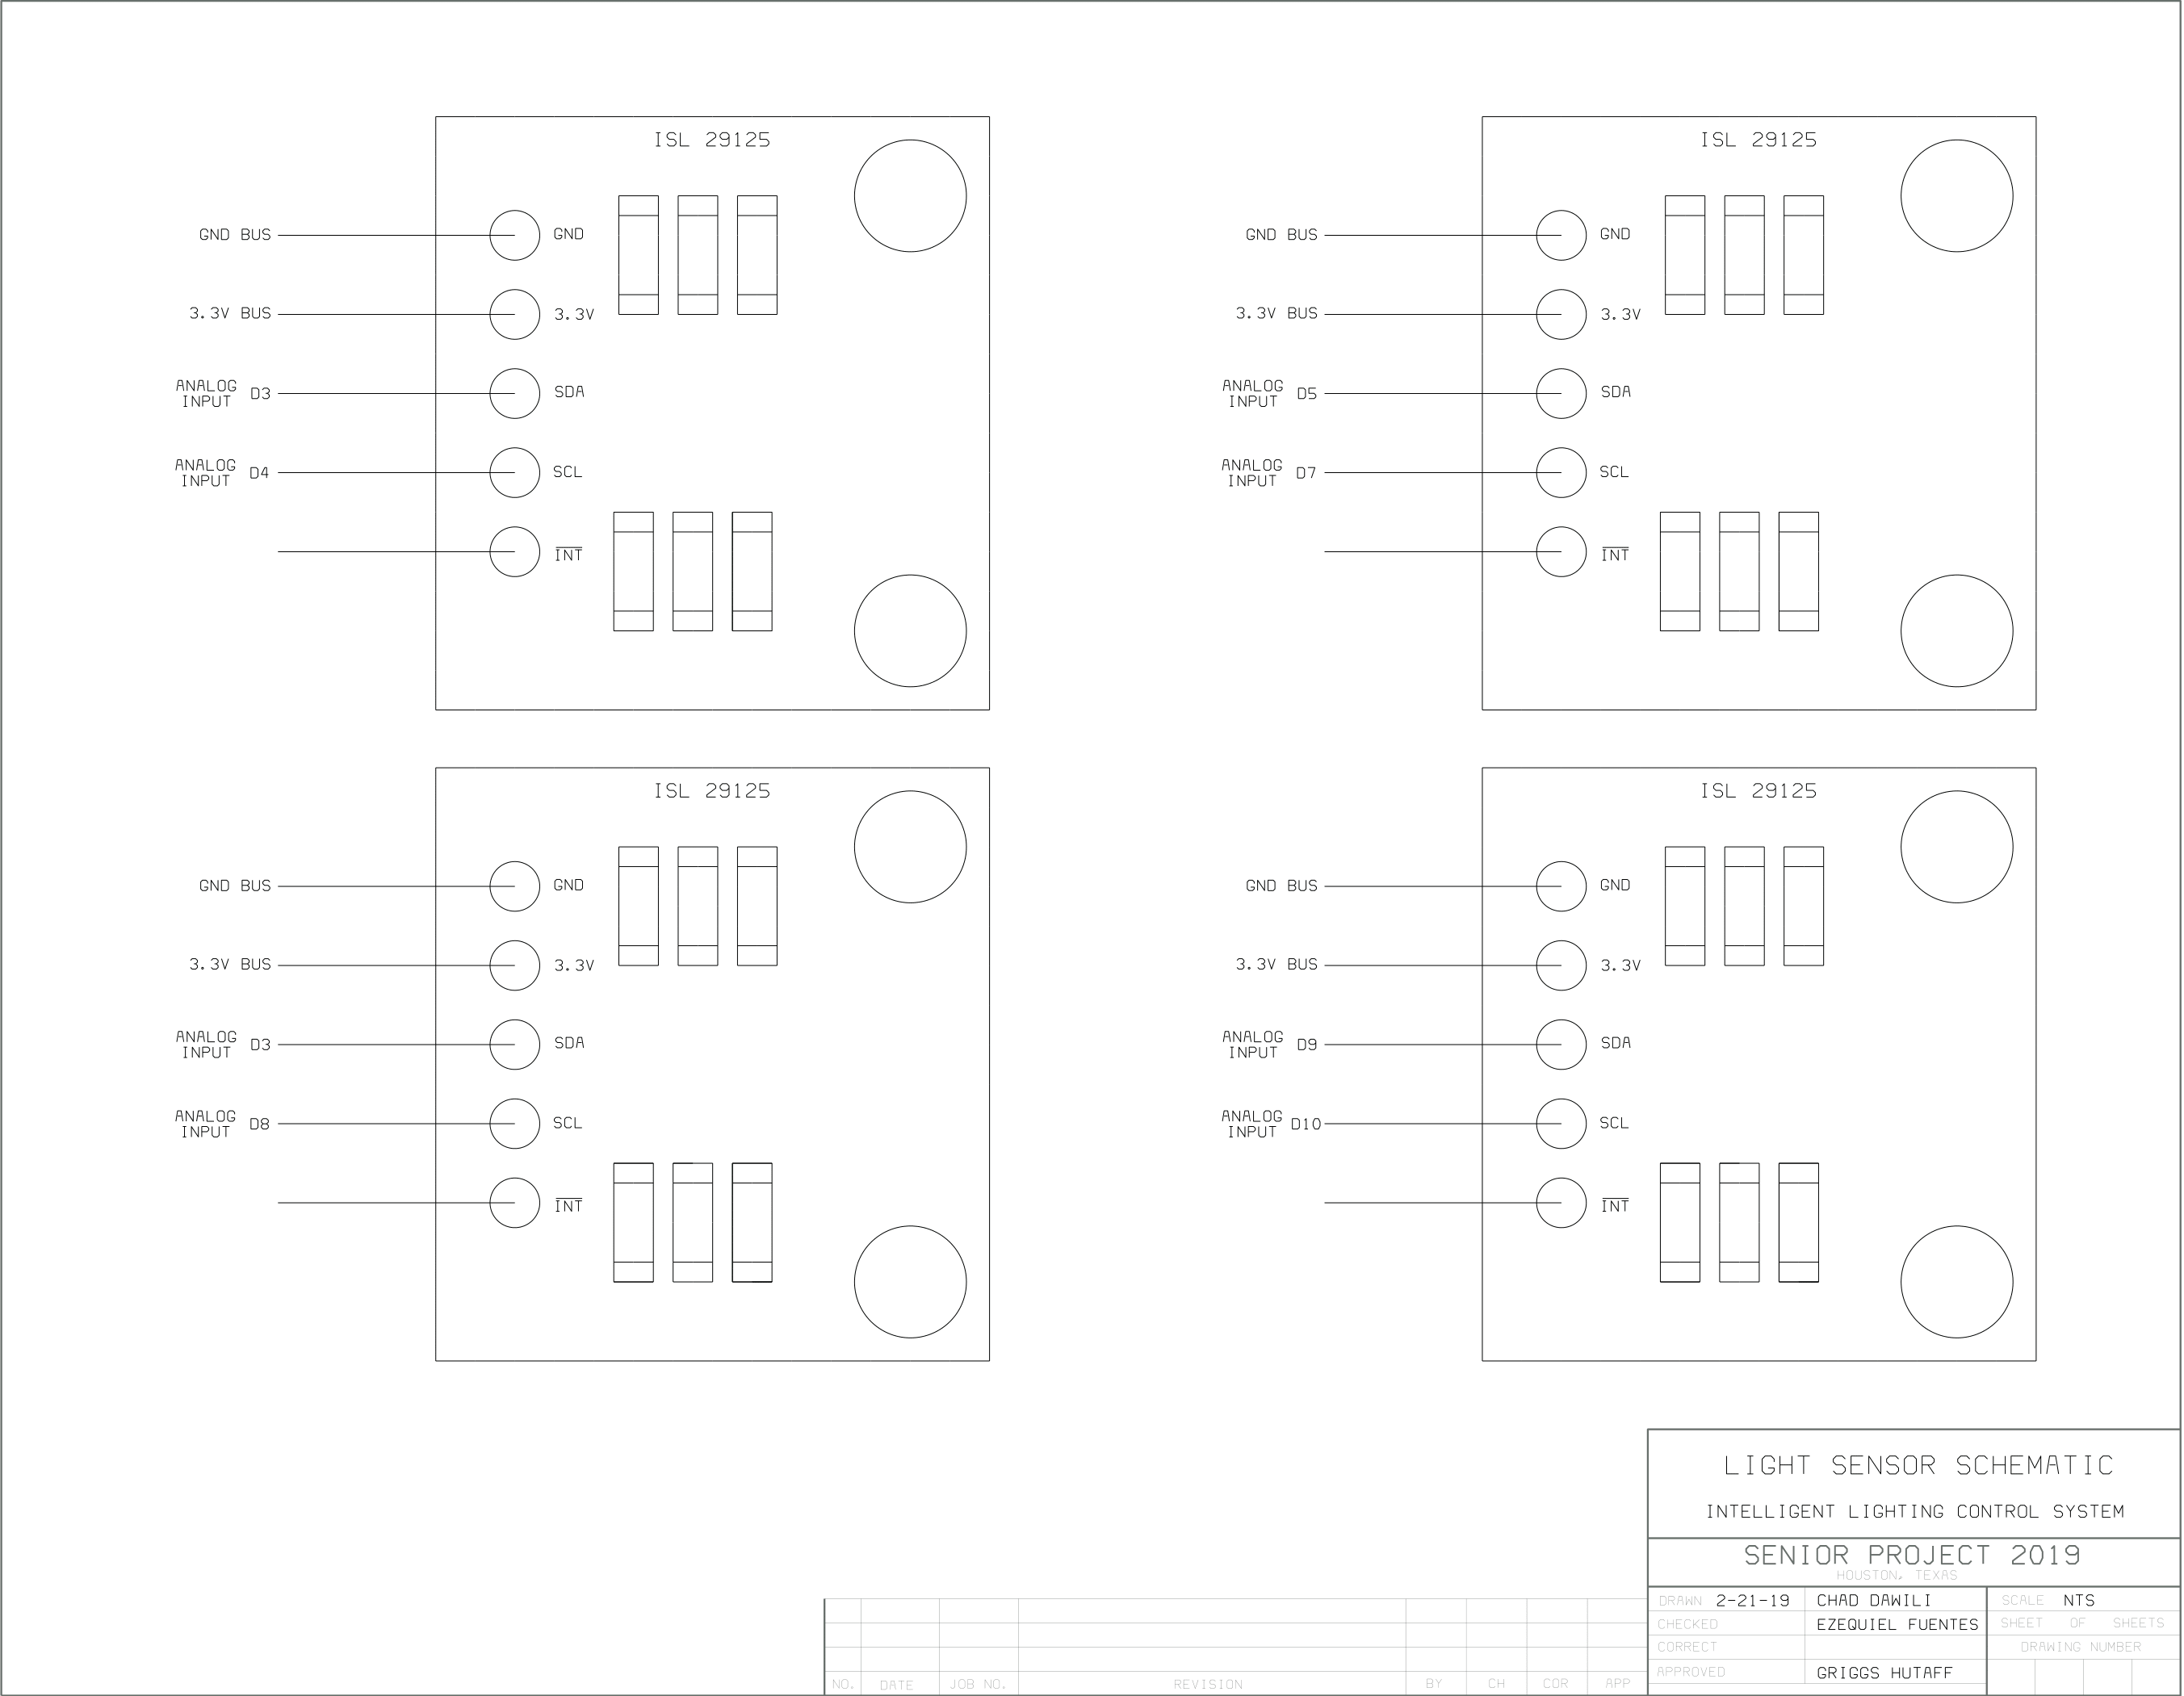 ISL 29125
GND BUS GND
3.3V BUS 3.3V
ANALOG INPUT D3 SDA
ANALOG INPUT D4 SCL
INT
ISL 29125
GND BUS GND
3.3V BUS 3.3V
ANALOG INPUT D5 SDA
ANALOG INPUT D7 SCL
INT
ISL 29125
GND BUS GND
3.3V BUS 3.3V
ANALOG INPUT D3 SDA
ANALOG INPUT D8 SCL
INT
ISL 29125
GND BUS GND
3.3V BUS 3.3V
ANALOG INPUT D9 SDA
ANALOG INPUT D10 SCL
INT
LIGHT SENSOR SCHEMATIC
INTELLIGENT LIGHTING CONTROL SYSTEM
SENIOR PROJECT 2019
HOUSTON, TEXAS
DRAWN 2-21-19 CHAD DAWILI SCALE NTS
CHECKED EZEQUIEL FUENTES SHEET OF SHEETS
CORRECT DRAWING NUMBER
APPROVED GRIGGS HUTAFF
NO. DATE JOB NO. REVISION BY CH COR APP